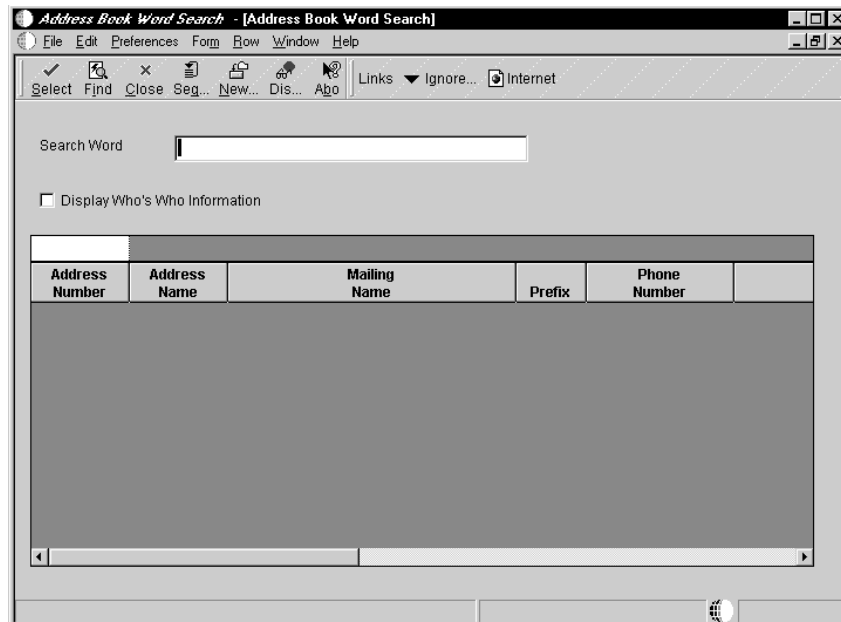 Address Book Word Search - [Address Book Word Search]
File Edit Preferences Form Row Window Help
Select Find Close Seq... New... Dis... Abo Links Ignore... Internet
Search Word
Display Who's Who Information
Address Number Address Name Mailing Name Prefix Phone Number